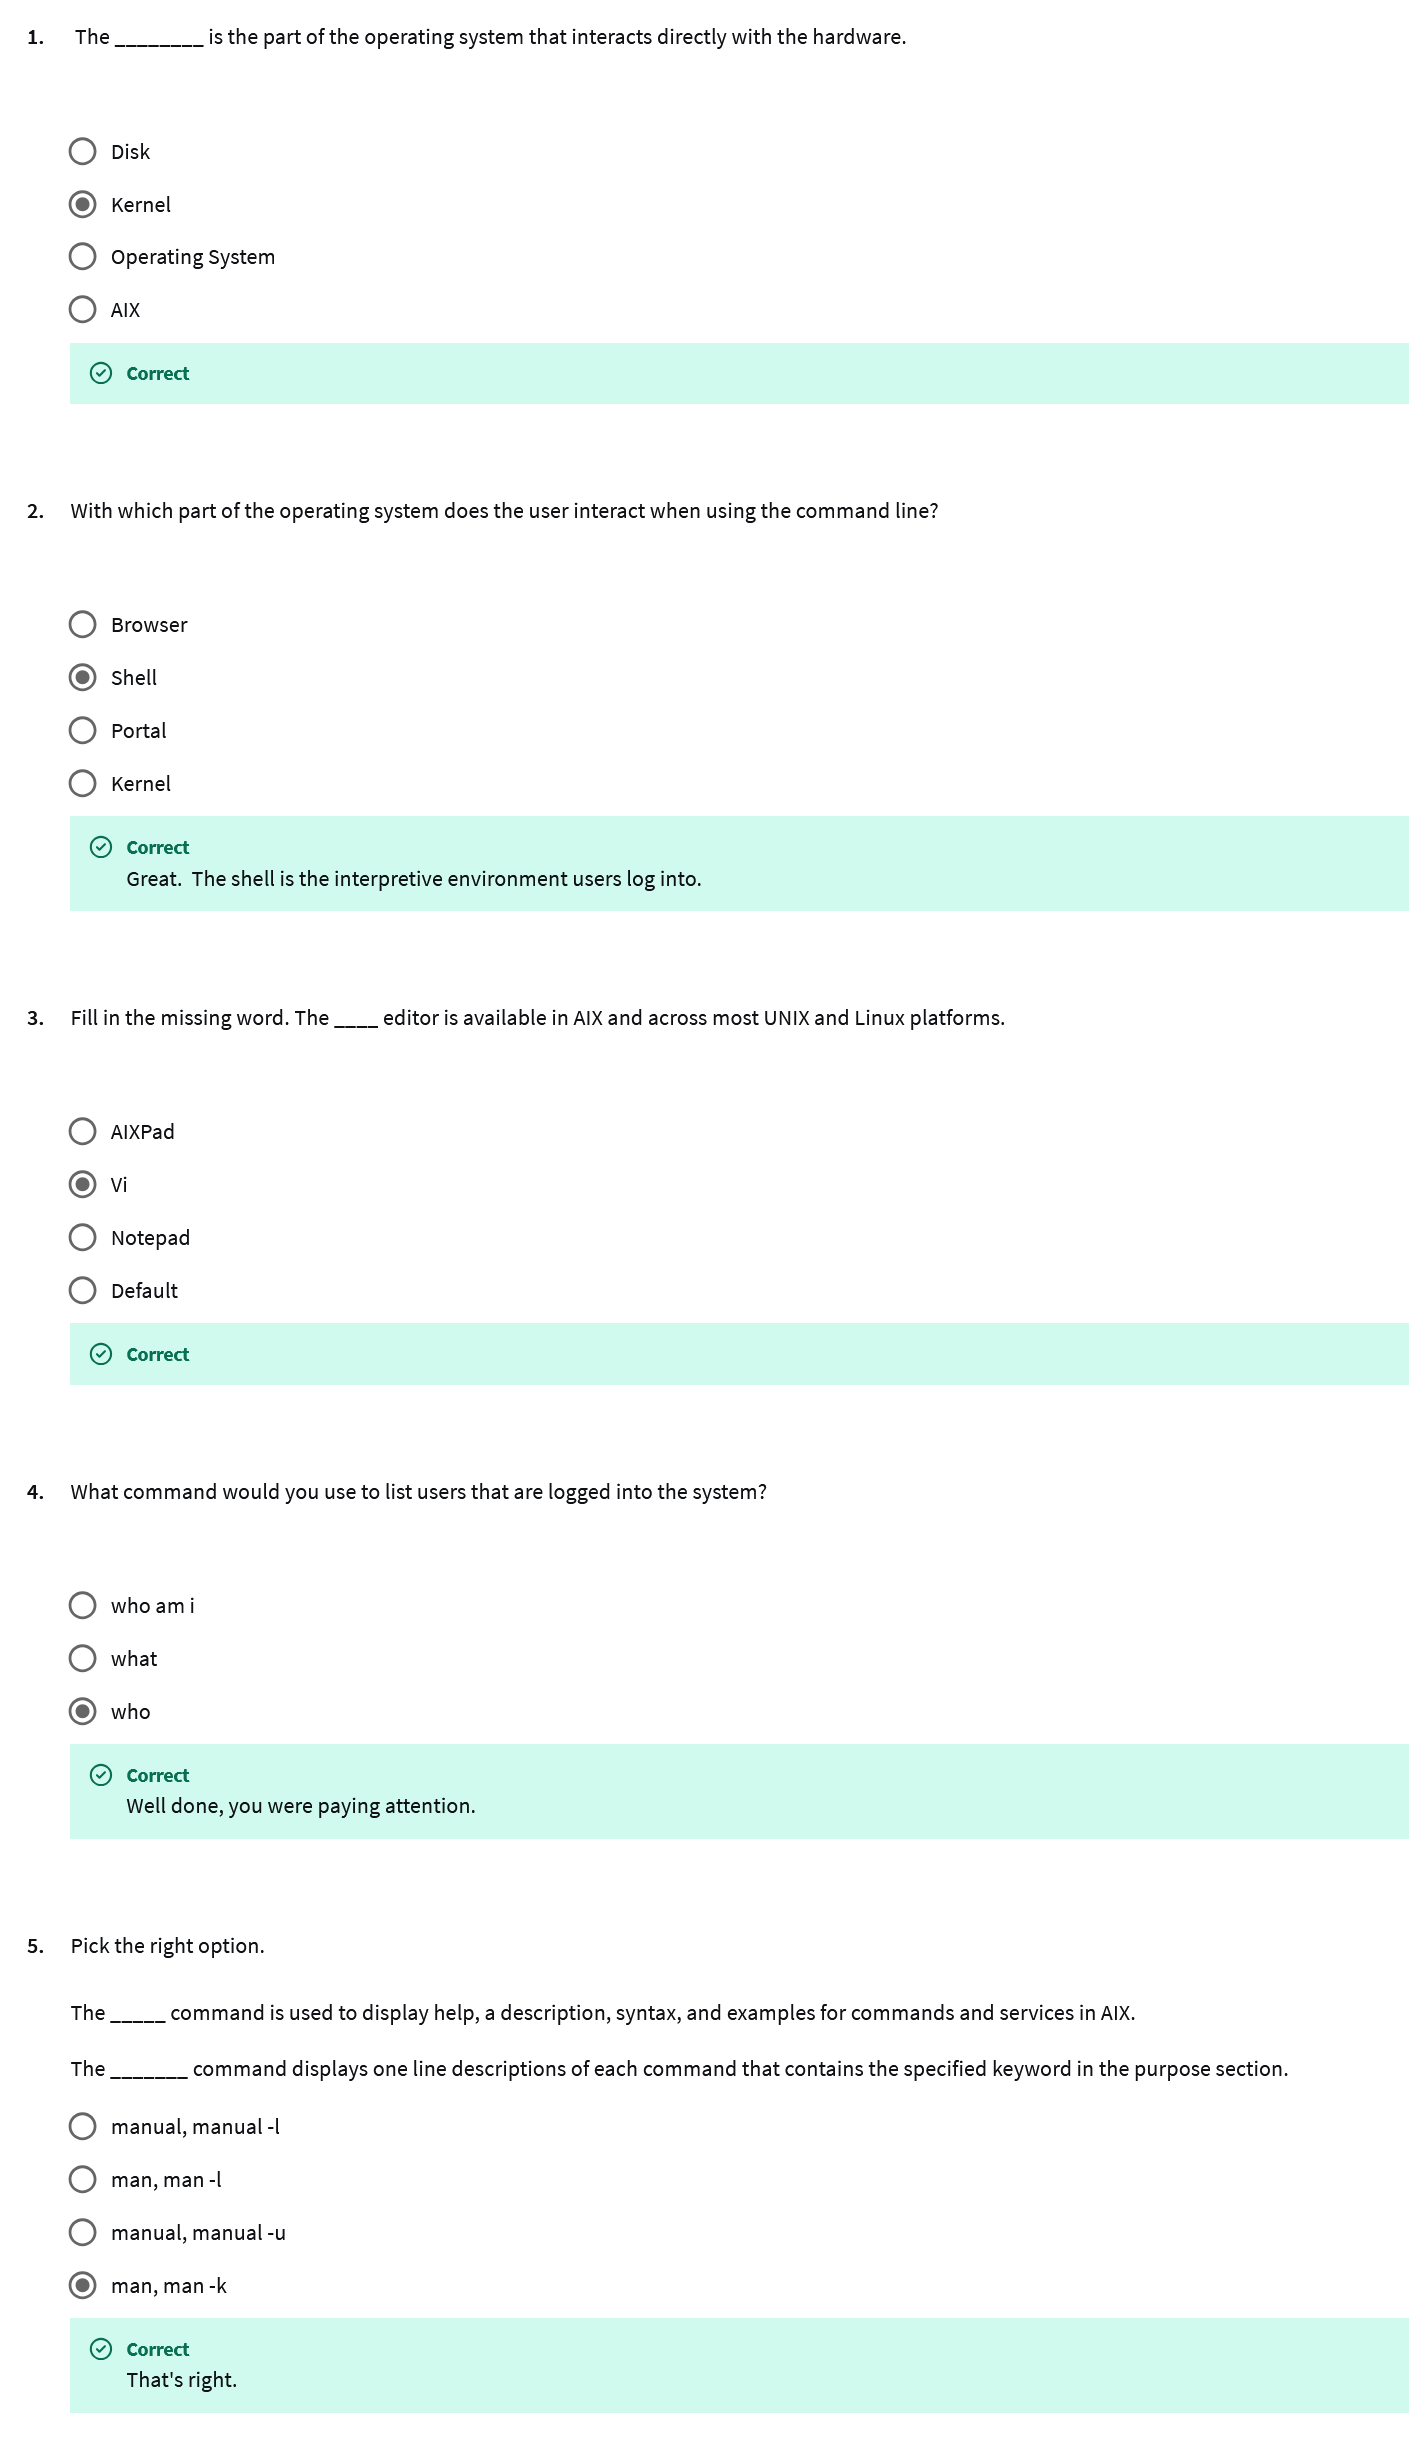 1. The ________ is the part of the operating system that interacts directly with the hardware.
Disk
Kernel
Operating System
AIX
Correct
2. With which part of the operating system does the user interact when using the command line?
Browser
Shell
Portal
Kernel
Correct
Great.  The shell is the interpretive environment users log into.
3. Fill in the missing word. The ____ editor is available in AIX and across most UNIX and Linux platforms.
AIXPad
Vi
Notepad
Default
Correct
4. What command would you use to list users that are logged into the system?
who am i
what
who
Correct
Well done, you were paying attention.
5. Pick the right option.
The _____ command is used to display help, a description, syntax, and examples for commands and services in AIX.
The _______ command displays one line descriptions of each command that contains the specified keyword in the purpose section.
manual, manual -l
man, man -l
manual, manual -u
man, man -k
Correct
That's right.